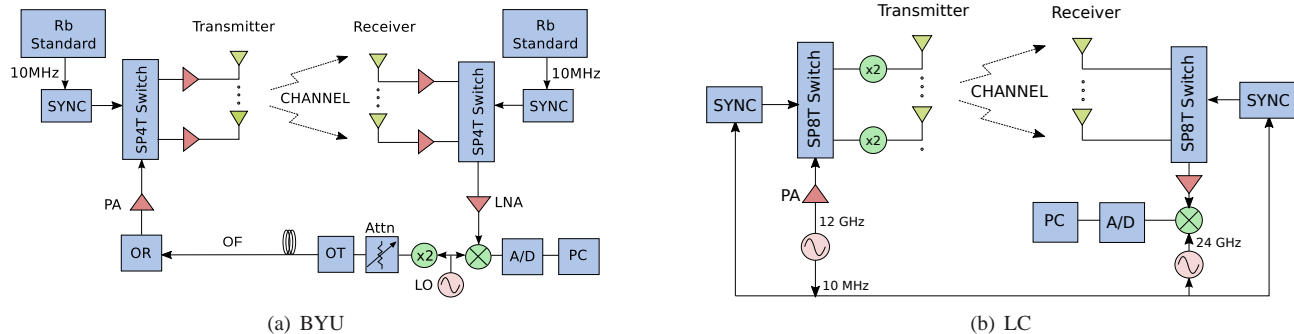 Rb
Standard
10MHz
SYNC
SP4T Switch
Transmitter
Receiver
CHANNEL
SP4T Switch
Rb
Standard
10MHz
SYNC
PA
OR
OF
OT
Attn
x2
LO
LNA
A/D
PC
(a) BYU
Transmitter
Receiver
SYNC
SP8T Switch
x2
x2
CHANNEL
SP8T Switch
SYNC
PA
12 GHz
10 MHz
PC
A/D
24 GHz
(b) LC